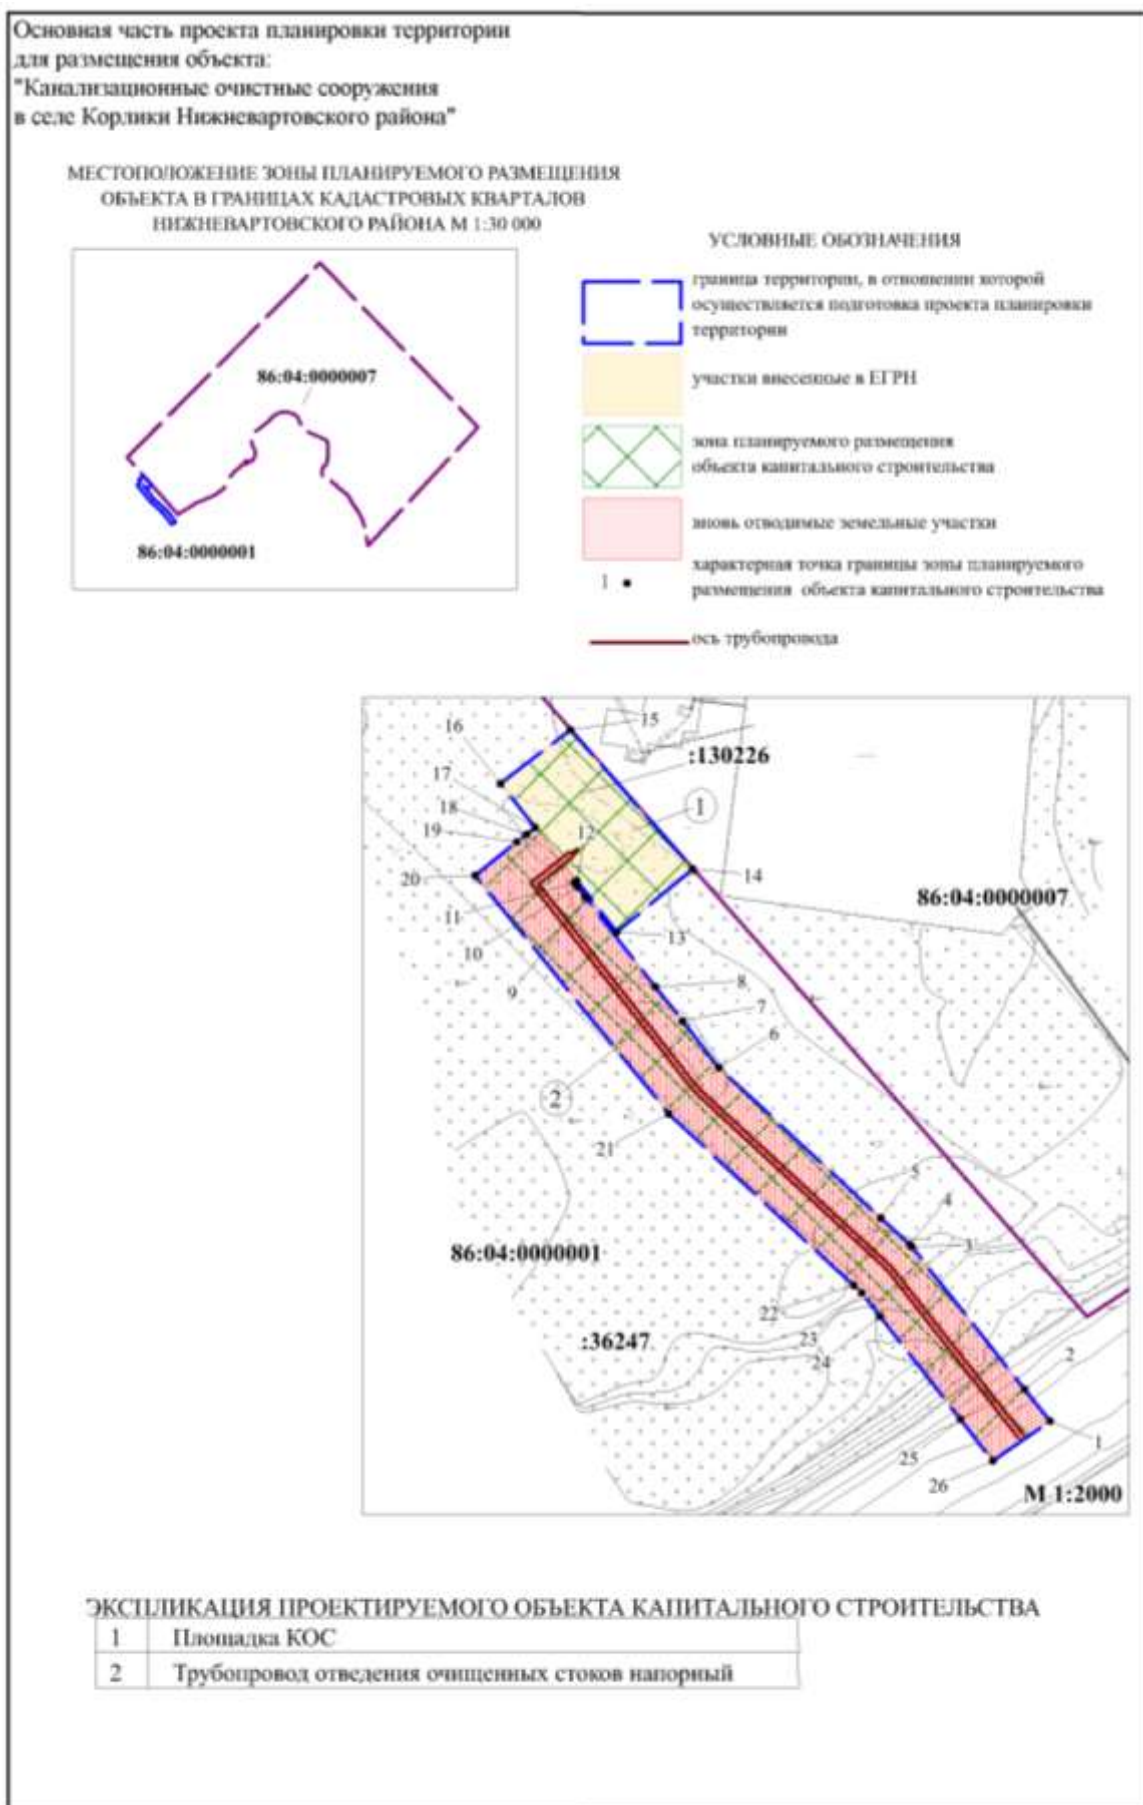 Основная часть проекта планировки территории
для размещения объекта:
"Канализационные очистные сооружения
в селе Корлики Нижневартовского района"
МЕСТОПОЛОЖЕНИЕ ЗОНЫ ПЛАНИРУЕМОГО РАЗМЕЩЕНИЯ
ОБЪЕКТА В ГРАНИЦАХ КАДАСТРОВЫХ КВАРТАЛОВ
НИЖНЕВАРТОВСКОГО РАЙОНА М 1:30 000
86:04:0000007
86:04:0000001
УСЛОВНЫЕ ОБОЗНАЧЕНИЯ
граница территории, в отношении которой
осуществляется подготовка проекта планировки
территории
участки внесенные в ЕГРН
зона планируемого размещения
объекта капитального строительства
вновь отводимые земельные участки
1
характерная точка границы зоны планируемого
размещения объекта капитального строительства
ось трубопровода
16
15
:130226
17
1
18
19
12
20
14
11
86:04:0000007
13
10
8
9
7
6
2
21
5
4
86:04:0000001
3
22
23
:36247
24
2
1
25
26
М 1:2000
ЭКСПЛИКАЦИЯ ПРОЕКТИРУЕМОГО ОБЪЕКТА КАПИТАЛЬНОГО СТРОИТЕЛЬСТВА
1 Площадка КОС
2 Трубопровод отведения очищенных стоков напорный